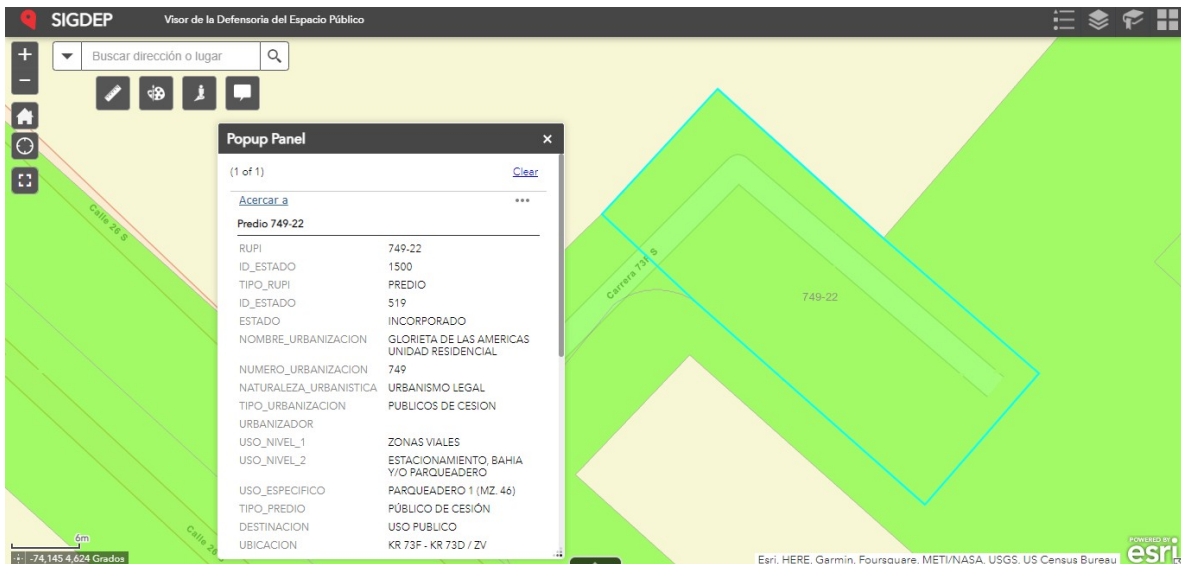 SIGDEP Visor de la Defensoria del Espacio Público
Buscar dirección o lugar
Popup Panel ×
(1 of 1) Clear
Acercar a
Predio 749-22
RUPI 749-22
ID_ESTADO 1500
TIPO_RUPI PREDIO
ID_ESTADO 519
ESTADO INCORPORADO
NOMBRE_URBANIZACION GLORIETA DE LAS AMERICAS
UNIDAD RESIDENCIAL
NUMERO_URBANIZACION 749
NATURALEZA_URBANISTICA URBANISMO LEGAL
TIPO_URBANIZACION PUBLICOS DE CESION
URBANIZADOR
USO_NIVEL_1 ZONAS VIALES
USO_NIVEL_2 ESTACIONAMIENTO, BAHIA
Y/O PARQUEADERO
USO_ESPECIFICO PARQUEADERO 1 (MZ. 46)
TIPO_PREDIO PÚBLICO DE CESIÓN
DESTINACION USO PUBLICO
UBICACION KR 73F - KR 73D / ZV
Calle 26 S
Carrera 73F S
749-22
6m
Calle 26
-74,145 4,624 Grados
Esri, HERE, Garmin, Foursquare, METI/NASA, USGS, US Census Bureau
POWERED BY
esri